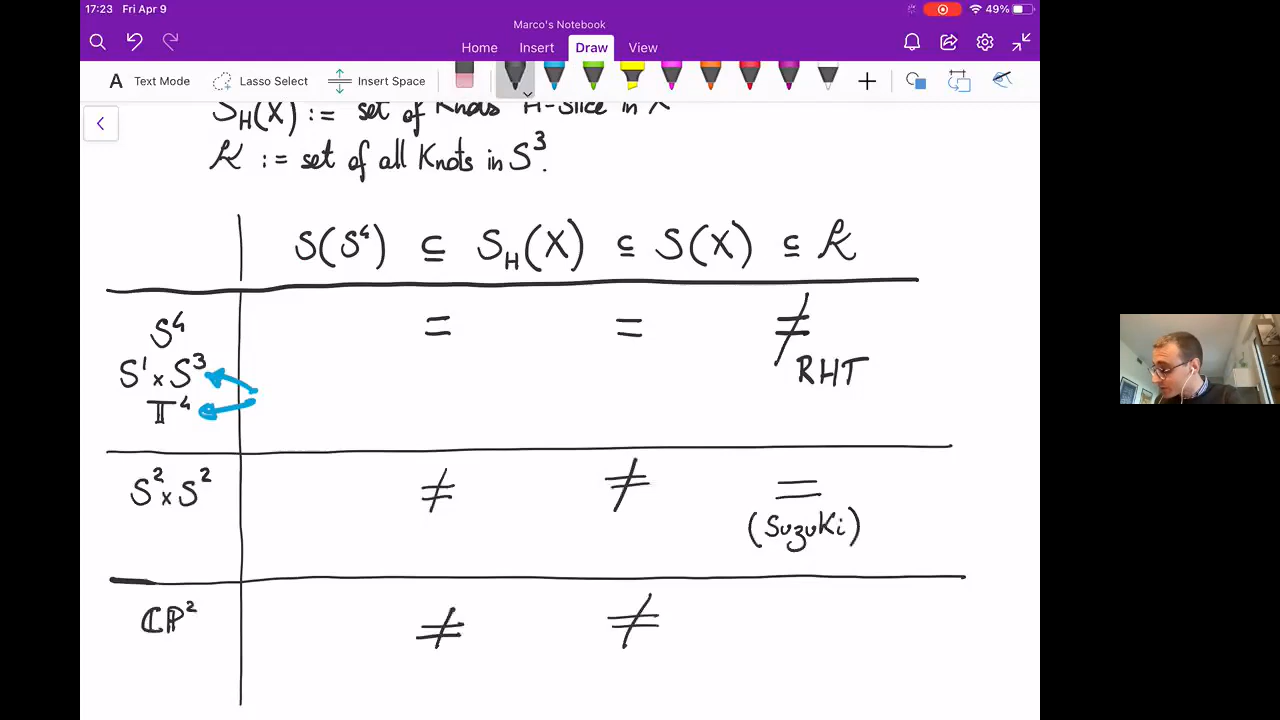 17:23 Fri Apr 9
49%
Marco's Notebook
Home Insert Draw View
A Text Mode Lasso Select Insert Space
S_H(X) := set of Knots H-slice in X
𝒦 := set of all Knots in S³.
S(S⁴) ⊆ S_H(X) ⊆ S(X) ⊆ 𝒦
S⁴ = = ≠
S¹×S³ RHT
𝕋⁴
S²×S² ≠ ≠ =
(Suzuki)
ℂℙ² ≠ ≠